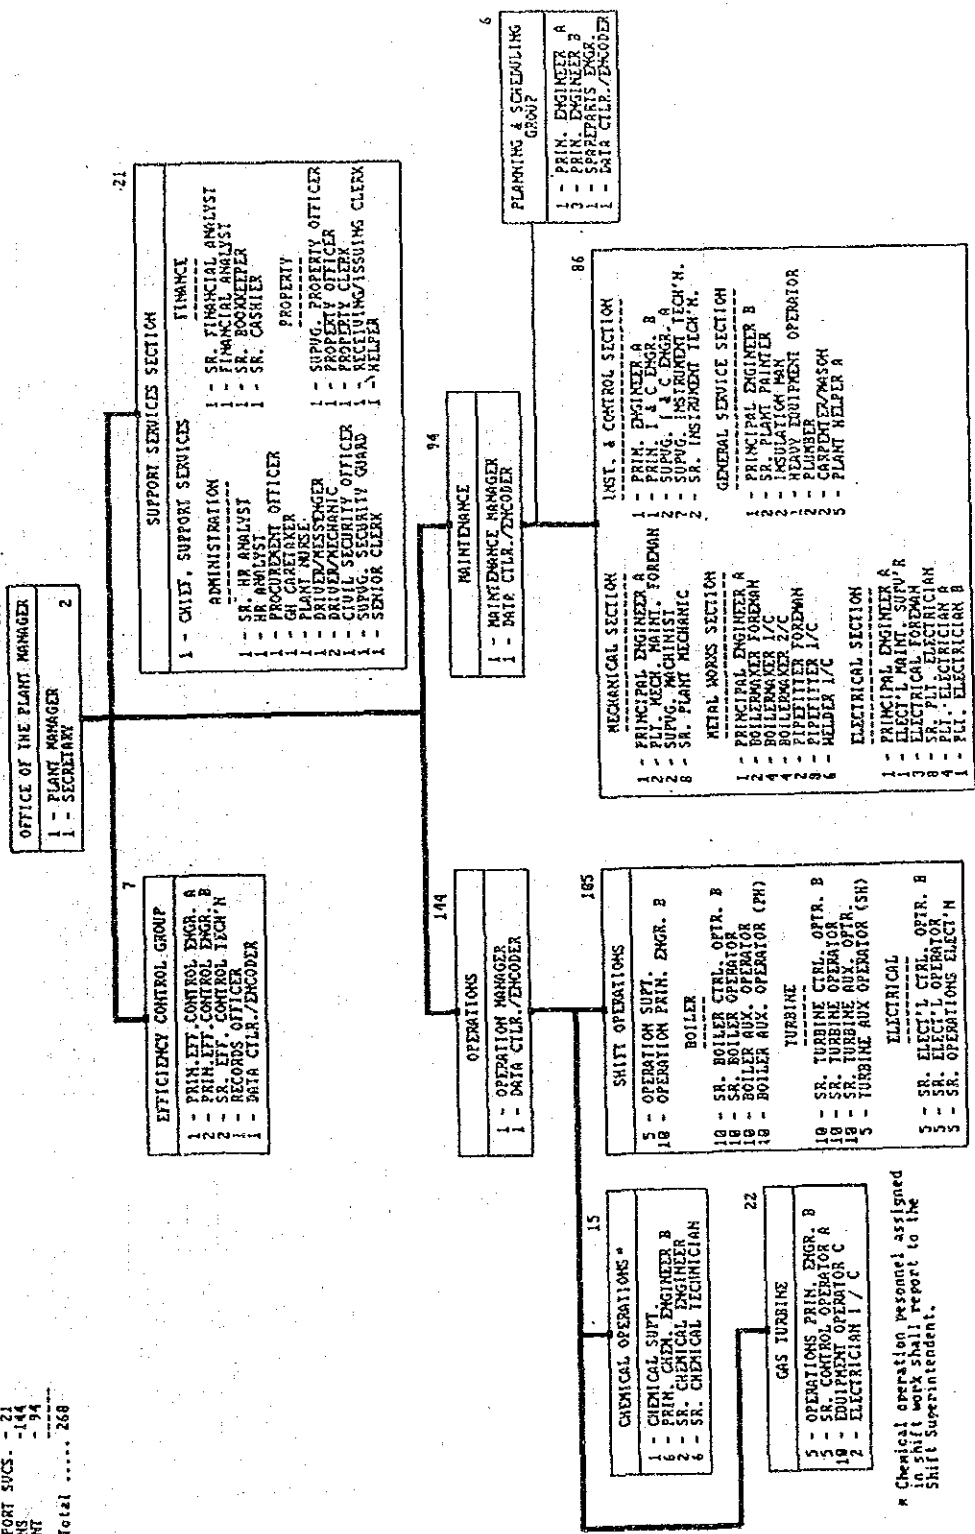 PORT SVCS. - 21
NS -144
NT - 94
-----
Total ..... 268
OFFICE OF THE PLANT MANAGER
1 - PLANT MANAGER
1 - SECRETARY
2
EFFICIENCY CONTROL GROUP
7
1 - PRIN.EFF.CONTROL ENGR. A
2 - PRIN.EFF.CONTROL ENGR. B
2 - SR. EFF. CONTROL TECH'N
1 - RECORDS OFFICER
1 - DATA CTLR./ENCODER
SUPPORT SERVICES SECTION
21
1 - CHIEF, SUPPORT SERVICES
ADMINISTRATION
--------------
1 - SR. HR ANALYST
1 - HR ANALYST
1 - PROCUREMENT OFFICER
1 - GH CARETAKER
1 - PLANT NURSE
1 - DRIVER/MESSENGER
2 - DRIVER/MECHANIC
1 - CIVIL SECURITY OFFICER
1 - SUPVG. SECURITY GUARD
1 - SENIOR CLERK
FINANCE
-------
1 - SR. FINANCIAL ANALYST
1 - FINANCIAL ANALYST
1 - SR. BOOKKEEPER
1 - SR. CASHIER
PROPERTY
--------
1 - SUPVG. PROPERTY OFFICER
1 - PROPERTY OFFICER
1 - PROPERTY CLERK
1 - RECEIVING/ISSUING CLERK
1 - HELPER
OPERATIONS
144
1 - OPERATION MANAGER
1 - DATA CTLR./ENCODER
MAINTENANCE
94
1 - MAINTENANCE MANAGER
1 - DATA CTLR./ENCODER
PLANNING & SCHEDULING
GROUP
6
1 - PRIN. ENGINEER A
3 - PRIN. ENGINEER B
1 - SPAREPARTS ENGR.
1 - DATA CTLR./ENCODER
CHEMICAL OPERATIONS*
15
1 - CHEMICAL SUPT.
6 - PRIN. CHEM. ENGINEER B
2 - SR. CHEMICAL ENGINEER
6 - SR. CHEMICAL TECHNICIAN
GAS TURBINE
22
5 - OPERATIONS PRIN. ENGR. B
5 - SR. CONTROL OPERATOR A
10 - EQUIPMENT OPERATOR C
2 - ELECTRICIAN 1 / C
SHIFT OPERATIONS
105
5 - OPERATION SUPT.
10 - OPERATION PRIN. ENGR. B
BOILER
------
10 - SR. BOILER CTRL. OPTR. B
10 - SR. BOILER OPERATOR
10 - BOILER AUX. OPERATOR
10 - BOILER AUX. OPERATOR (PH)
TURBINE
-------
10 - SR. TURBINE CTRL. OPTR. B
10 - SR. TURBINE OPERATOR
10 - SR. TURBINE AUX. OPTR.
5 - TURBINE AUX OPERATOR (SH)
ELECTRICAL
----------
5 - SR. ELECT'L CTRL. OPTR. B
5 - SR. ELECT'L OPERATOR
5 - SR. OPERATIONS ELECT'N
86
MECHANICAL SECTION
------------------
1 - PRINCIPAL ENGINEER A
2 - PLT. MECH. MAINT. FOREMAN
2 - SUPVG. MACHINIST
8 - SR. PLANT MECHANIC
METAL WORKS SECTION
-------------------
1 - PRINCIPAL ENGINEER A
2 - BOILERMAKER FOREMAN
4 - BOILERMAKER 1/C
4 - BOILERMAKER 2/C
2 - PIPEFITTER FOREMAN
8 - PIPEFITTER 1/C
6 - WELDER 1/C
ELECTRICAL SECTION
------------------
1 - PRINCIPAL ENGINEER A
1 - ELECT'L MAINT. SUPV'R
3 - ELECTRICAL FOREMAN
8 - SR. PLT. ELECTRICIAN
4 - PLT. ELECTRICIAN A
1 - PLT. ELECTRICIAN B
INST. & CONTROL SECTION
-----------------------
1 - PRIN. ENGINEER A
1 - PRIN. I & C ENGR. B
2 - SUPVG. I & C ENGR. A
7 - SUPVG. INSTRUMENT TECH'N.
2 - SR. INSTRUMENT TECH'N.
GENERAL SERVICE SECTION
-----------------------
1 - PRINCIPAL ENGINEER B
2 - SR. PLANT PAINTER
2 - INSULATION MAN
1 - HEAVY EQUIPMENT OPERATOR
2 - PLUMBER
2 - CARPENTER/MASON
5 - PLANT HELPER A
* Chemical operation pesonnel assigned
in shift work shall report to the
Shift Superintendent.